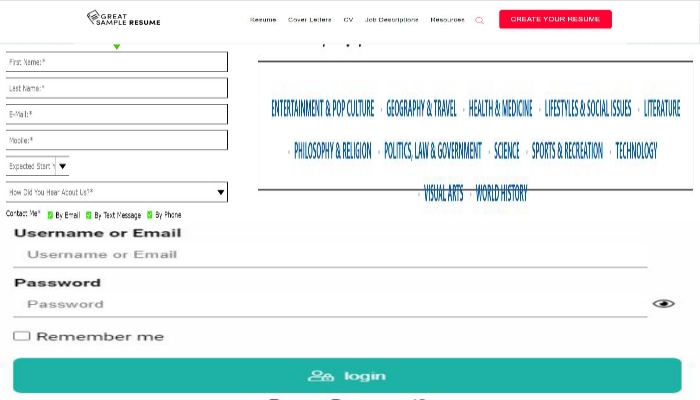 GREAT
SAMPLE RESUME
Resume Cover Letters CV Job Descriptions Resources CREATE YOUR RESUME
First Name:*
Last Name:*
E-Mail:*
Mobile:*
Expected Start
How Did You Hear About Us?*
Contact Me* By Email By Text Message By Phone
ENTERTAINMENT & POP CULTURE · GEOGRAPHY & TRAVEL · HEALTH & MEDICINE · LIFESTYLES & SOCIAL ISSUES · LITERATURE
· PHILOSOPHY & RELIGION · POLITICS, LAW & GOVERNMENT · SCIENCE · SPORTS & RECREATION · TECHNOLOGY
· VISUAL ARTS · WORLD HISTORY
Username or Email
Username or Email
Password
Password
Remember me
login